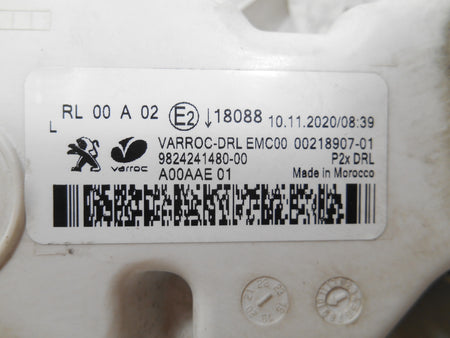 RL 00 A 02 E2 ↓18088 10.11.2020/08:39
L
varroc
VARROC-DRL EMC00 00218907-01
9824241480-00 P2x DRL
A00AAE 01 Made in Morocco